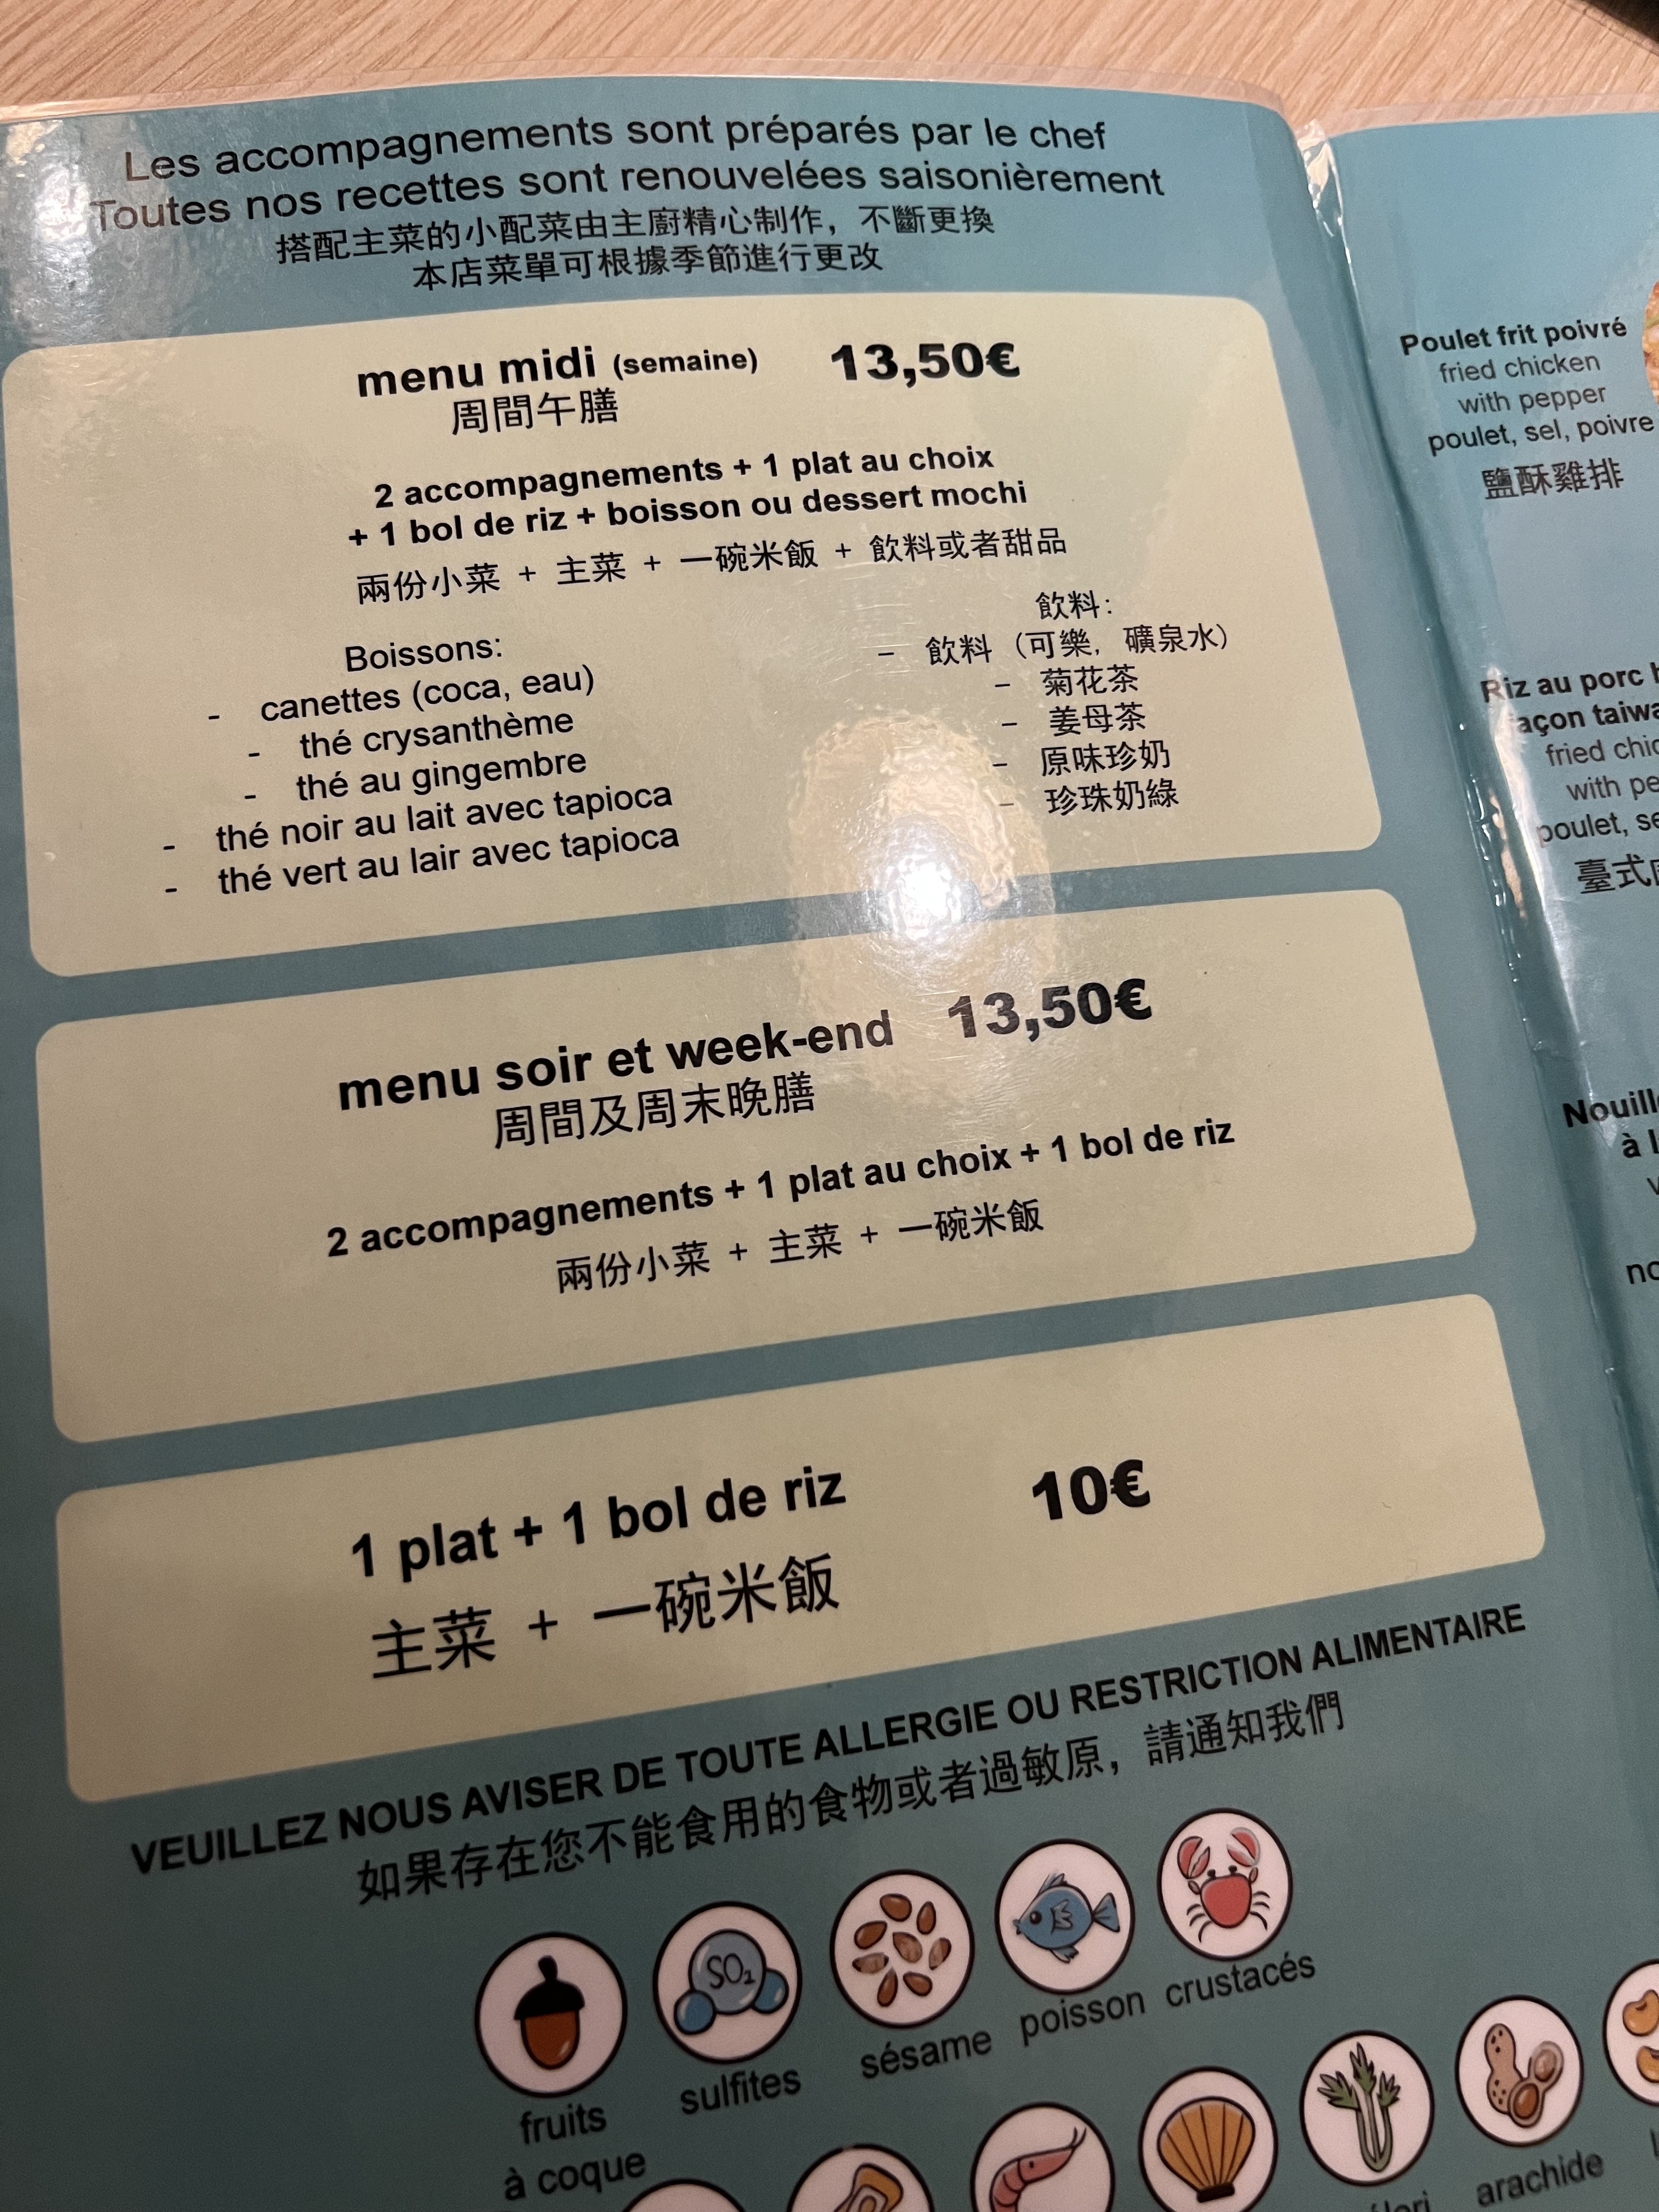 Les accompagnements sont préparés par le chef
Toutes nos recettes sont renouvelées saisonièrement
搭配主菜的小配菜由主廚精心制作，不斷更換
本店菜單可根據季節進行更改
menu midi (semaine) 13,50€
周間午膳
2 accompagnements + 1 plat au choix
+ 1 bol de riz + boisson ou dessert mochi
兩份小菜 + 主菜 + 一碗米飯 + 飲料或者甜品
Boissons:
- canettes (coca, eau)
- thé crysanthème
- thé au gingembre
- thé noir au lait avec tapioca
- thé vert au lair avec tapioca
飲料：
- 飲料（可樂，礦泉水）
- 菊花茶
- 姜母茶
- 原味珍奶
- 珍珠奶綠
menu soir et week-end 13,50€
周間及周末晚膳
2 accompagnements + 1 plat au choix + 1 bol de riz
兩份小菜 + 主菜 + 一碗米飯
1 plat + 1 bol de riz 10€
主菜 + 一碗米飯
VEUILLEZ NOUS AVISER DE TOUTE ALLERGIE OU RESTRICTION ALIMENTAIRE
如果存在您不能食用的食物或者過敏原，請通知我們
SO₂
fruits
à coque
sulfites
sésame
poisson
crustacés
arachide
Poulet frit poivré
fried chicken
with pepper
poulet, sel, poivre
鹽酥雞排
Riz au porc
façon
fried
with
poulet,
臺式
à